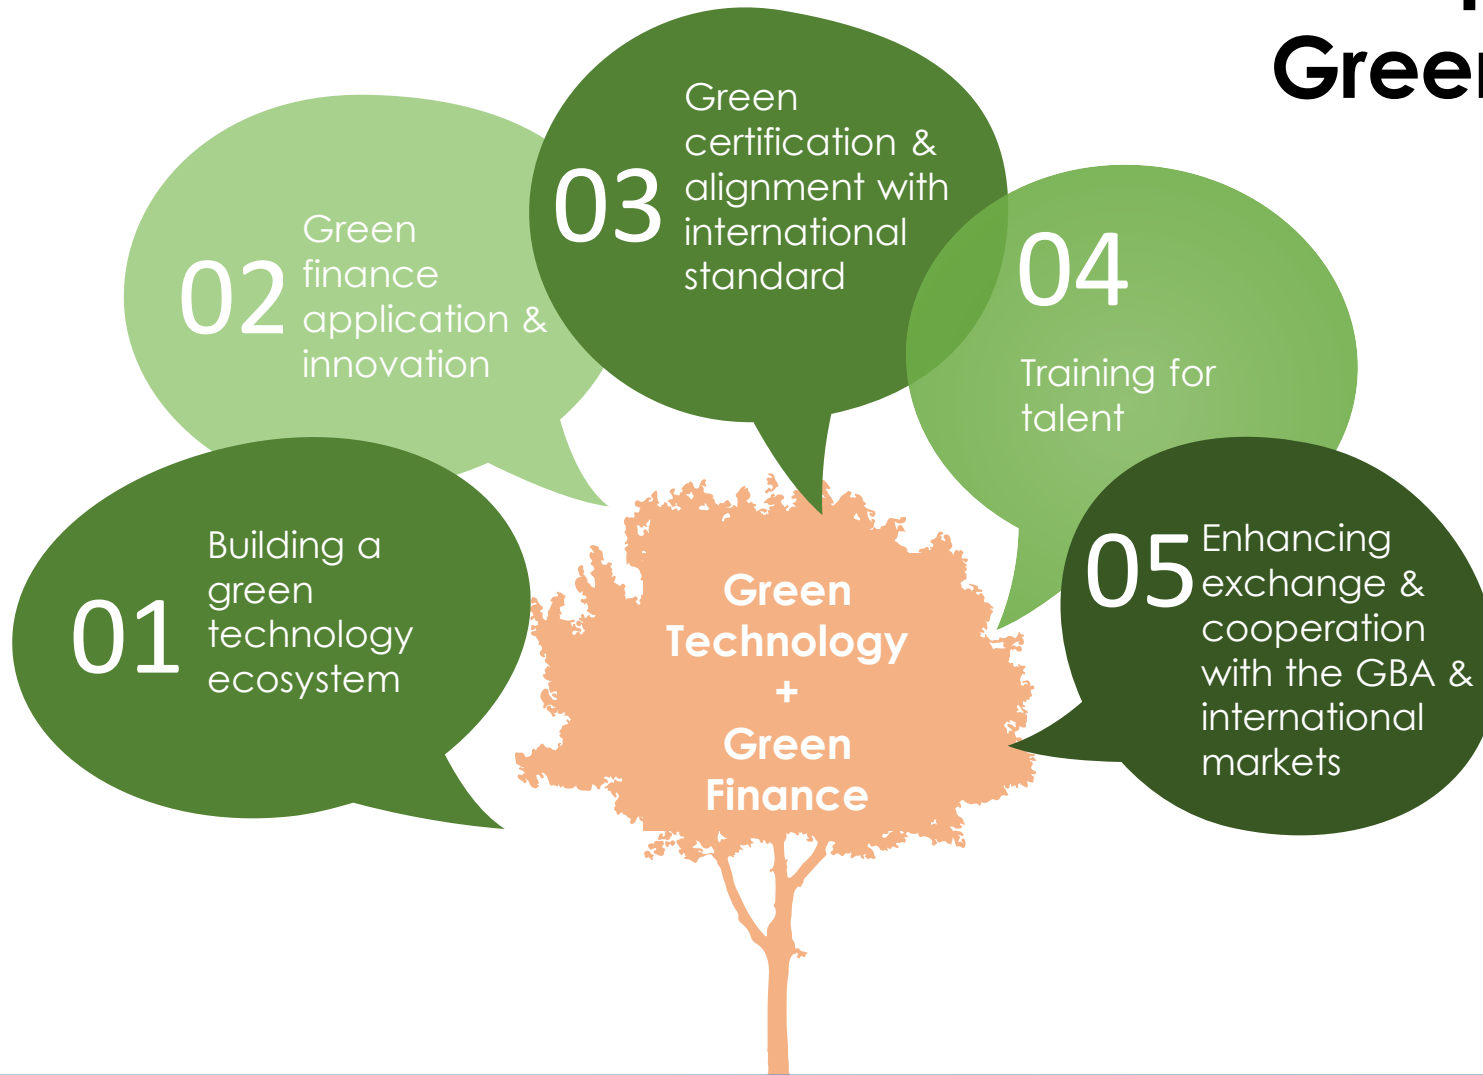 01
Building a
green
technology
ecosystem
02
Green
finance
application &
innovation
03
Green
certification &
alignment with
international
standard
04
Training for
talent
05
Enhancing
exchange &
cooperation
with the GBA &
international
markets
Green
Technology
+
Green
Finance